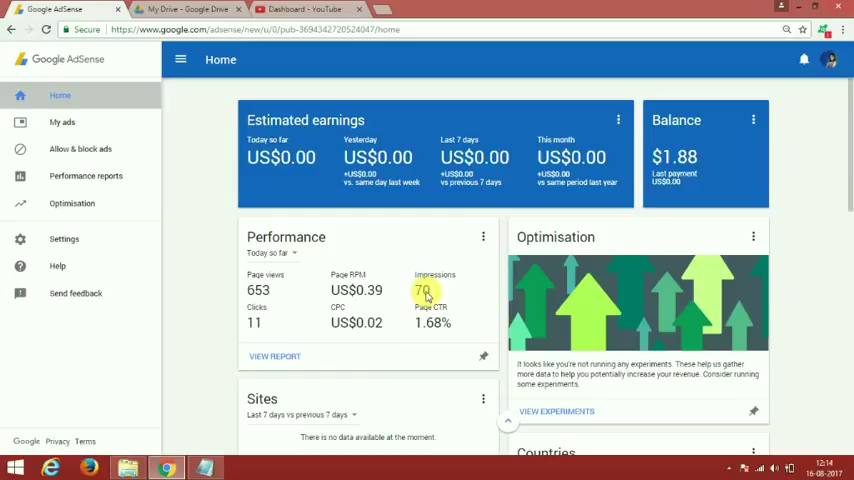 Google AdSense
My Drive - Google Drive
Dashboard - YouTube
Secure
https://www.google.com/adsense/new/u/0/pub-3694342720524047/home
Google AdSense
Home
Home
My ads
Allow & block ads
Performance reports
Optimisation
Settings
Help
Send feedback
Google Privacy Terms
Estimated earnings
Today so far
US$0.00
Yesterday
US$0.00
+US$0.00
vs. same day last week
Last 7 days
US$0.00
+US$0.00
vs previous 7 days
This month
US$0.00
+US$0.00
vs same period last year
Balance
$1.88
Last payment
US$0.00
Performance
Today so far
Page views
653
Page RPM
US$0.39
Impressions
70
Clicks
11
CPC
US$0.02
Page CTR
1.68%
VIEW REPORT
Optimisation
It looks like you're not running any experiments. These help us gather
more data to help you potentially increase your revenue. Consider running
some experiments.
VIEW EXPERIMENTS
Sites
Last 7 days vs previous 7 days
There is no data available at the moment.
Countries
12:14
16-08-2017